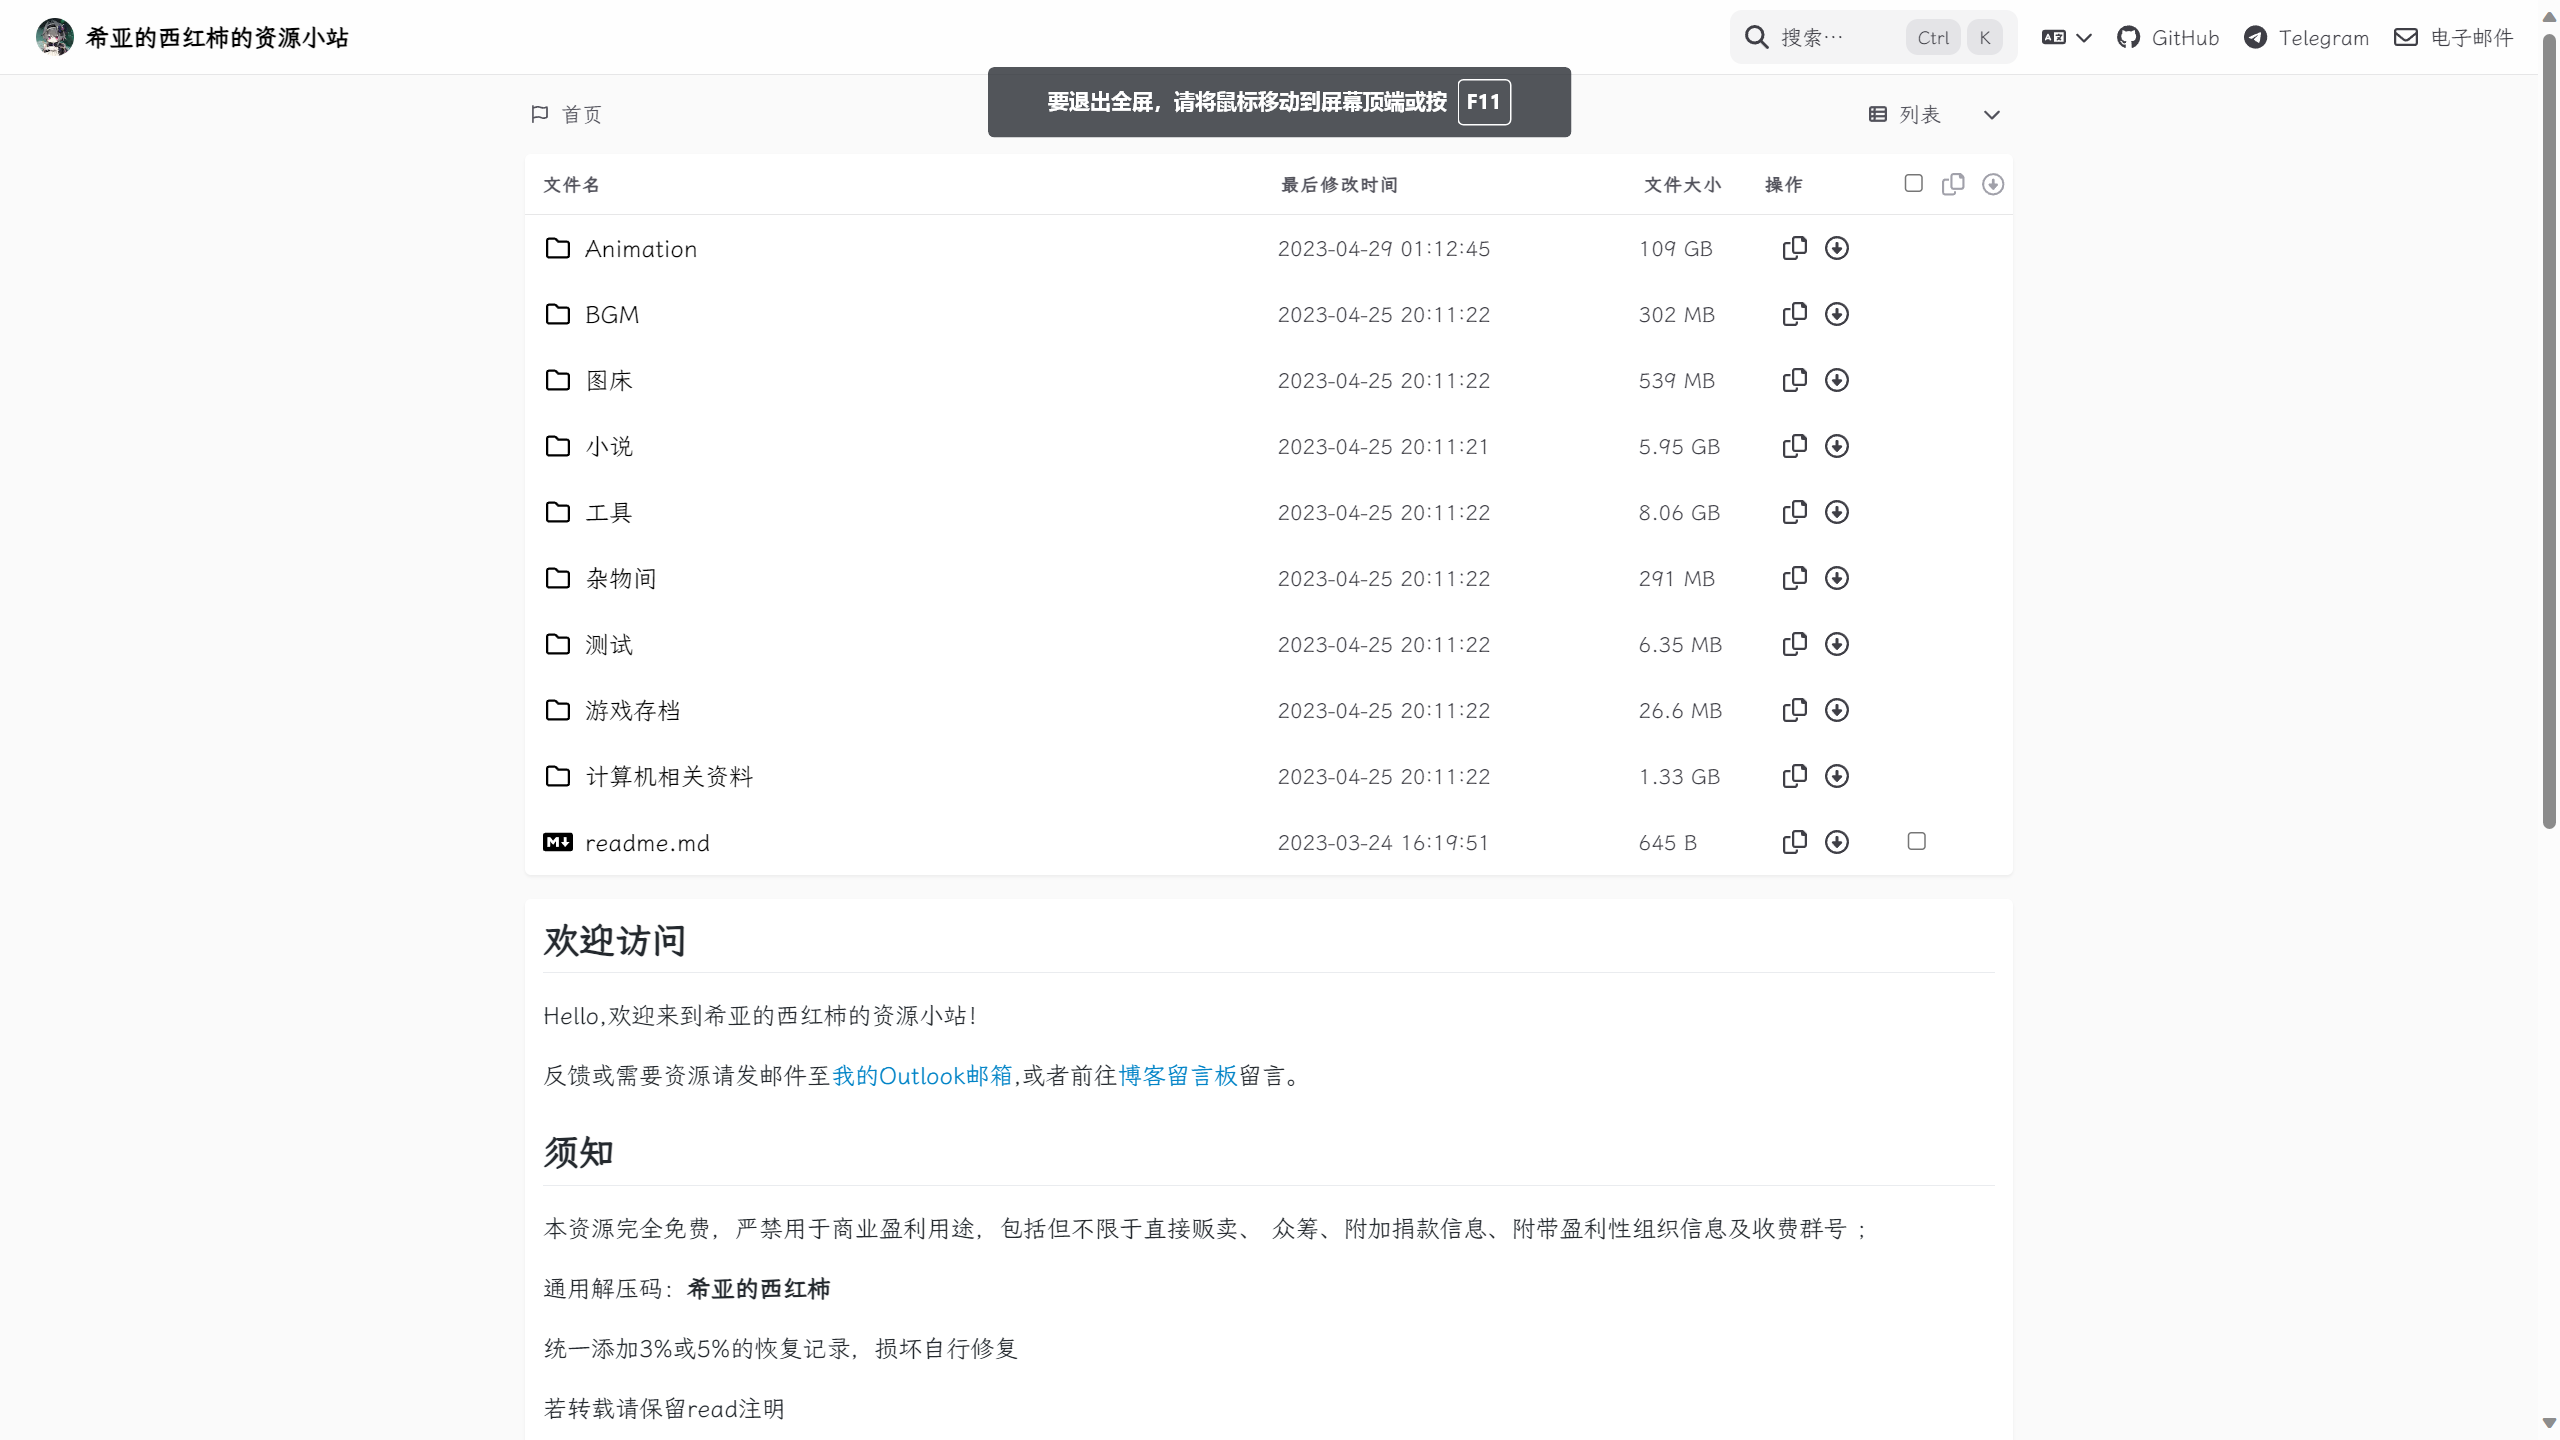 希亚的西红柿的资源小站 搜索… Ctrl K GitHub Telegram 电子邮件
要退出全屏，请将鼠标移动到屏幕顶端或按 F11
首页 列表
文件名 最后修改时间 文件大小 操作
Animation 2023-04-29 01:12:45 109 GB
BGM 2023-04-25 20:11:22 302 MB
图床 2023-04-25 20:11:22 539 MB
小说 2023-04-25 20:11:21 5.95 GB
工具 2023-04-25 20:11:22 8.06 GB
杂物间 2023-04-25 20:11:22 291 MB
测试 2023-04-25 20:11:22 6.35 MB
游戏存档 2023-04-25 20:11:22 26.6 MB
计算机相关资料 2023-04-25 20:11:22 1.33 GB
readme.md 2023-03-24 16:19:51 645 B
欢迎访问
Hello,欢迎来到希亚的西红柿的资源小站！
反馈或需要资源请发邮件至我的Outlook邮箱,或者前往博客留言板留言。
须知
本资源完全免费，严禁用于商业盈利用途，包括但不限于直接贩卖、 众筹、附加捐款信息、附带盈利性组织信息及收费群号 ；
通用解压码：希亚的西红柿
统一添加3%或5%的恢复记录，损坏自行修复
若转载请保留read注明